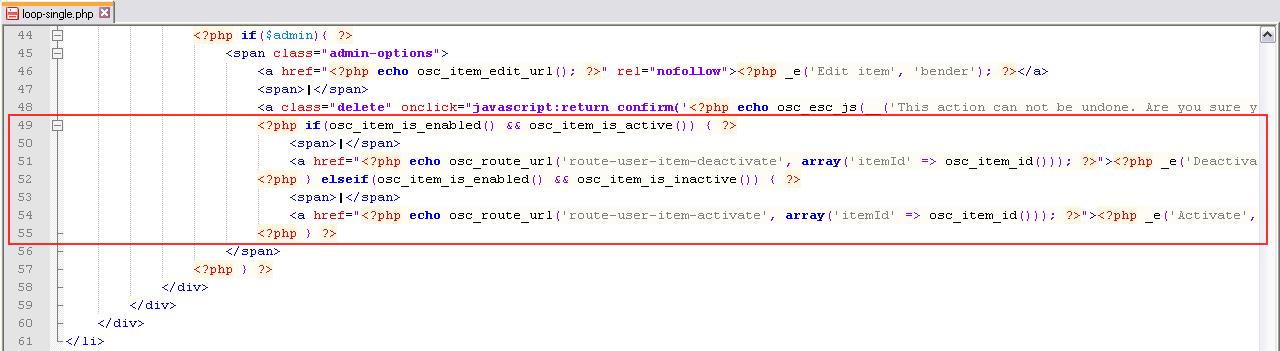 loop-single.php
44 <?php if($admin){ ?>
45 <span class="admin-options">
46 <a href="<?php echo osc_item_edit_url(); ?>" rel="nofollow"><?php _e('Edit item', 'bender'); ?></a>
47 <span>|</span>
48 <a class="delete" onclick="javascript:return confirm('<?php echo osc_esc_js(__('This action can not be undone. Are you sure y
49 <?php if(osc_item_is_enabled() && osc_item_is_active()) { ?>
50 <span>|</span>
51 <a href="<?php echo osc_route_url('route-user-item-deactivate', array('itemId' => osc_item_id())); ?>"><?php _e('Deactiva
52 <?php } elseif(osc_item_is_enabled() && osc_item_is_inactive()) { ?>
53 <span>|</span>
54 <a href="<?php echo osc_route_url('route-user-item-activate', array('itemId' => osc_item_id())); ?>"><?php _e('Activate',
55 <?php } ?>
56 </span>
57 <?php } ?>
58 </div>
59 </div>
60 </div>
61 </li>